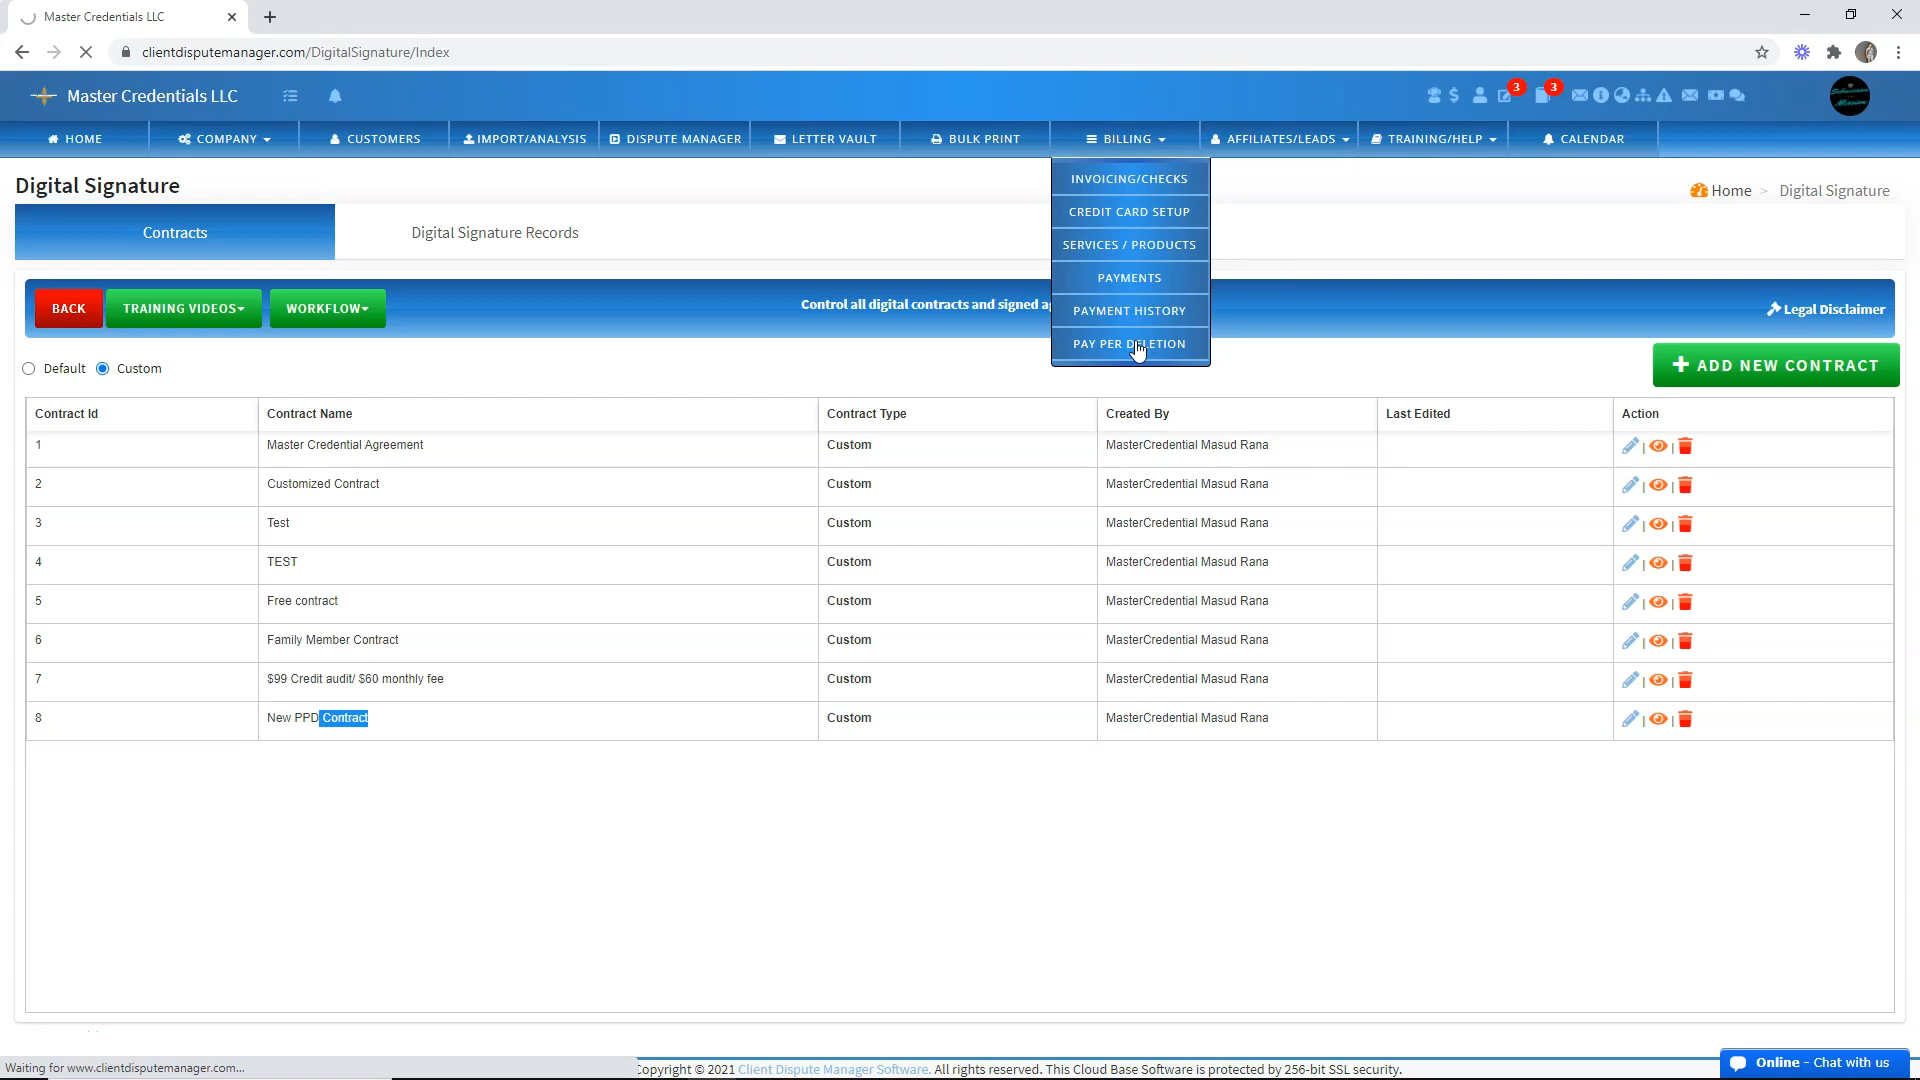 Master Credentials LLC
clientdisputemanager.com/DigitalSignature/Index
Master Credentials LLC
3
3
HOME
COMPANY
CUSTOMERS
IMPORT/ANALYSIS
DISPUTE MANAGER
LETTER VAULT
BULK PRINT
BILLING
AFFILIATES/LEADS
TRAINING/HELP
CALENDAR
INVOICING/CHECKS
CREDIT CARD SETUP
SERVICES / PRODUCTS
PAYMENTS
PAYMENT HISTORY
PAY PER DELETION
Digital Signature
Home > Digital Signature
Contracts
Digital Signature Records
BACK
TRAINING VIDEOS
WORKFLOW
Control all digital contracts and signed
Legal Disclaimer
Default
Custom
+ ADD NEW CONTRACT
Contract Id Contract Name Contract Type Created By Last Edited Action
1 Master Credential Agreement Custom MasterCredential Masud Rana
2 Customized Contract Custom MasterCredential Masud Rana
3 Test Custom MasterCredential Masud Rana
4 TEST Custom MasterCredential Masud Rana
5 Free contract Custom MasterCredential Masud Rana
6 Family Member Contract Custom MasterCredential Masud Rana
7 $99 Credit audit/ $60 monthly fee Custom MasterCredential Masud Rana
8 New PPD Contract Custom MasterCredential Masud Rana
Waiting for www.clientdisputemanager.com...
Copyright © 2021 Client Dispute Manager Software. All rights reserved. This Cloud Base Software is protected by 256-bit SSL security.
Online - Chat with us